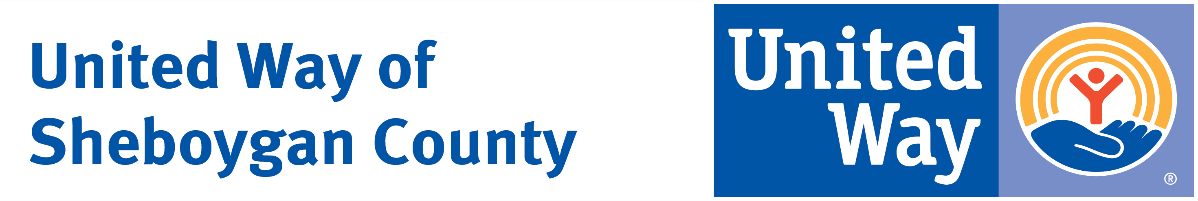 United Way of
Sheboygan County
United
Way
®